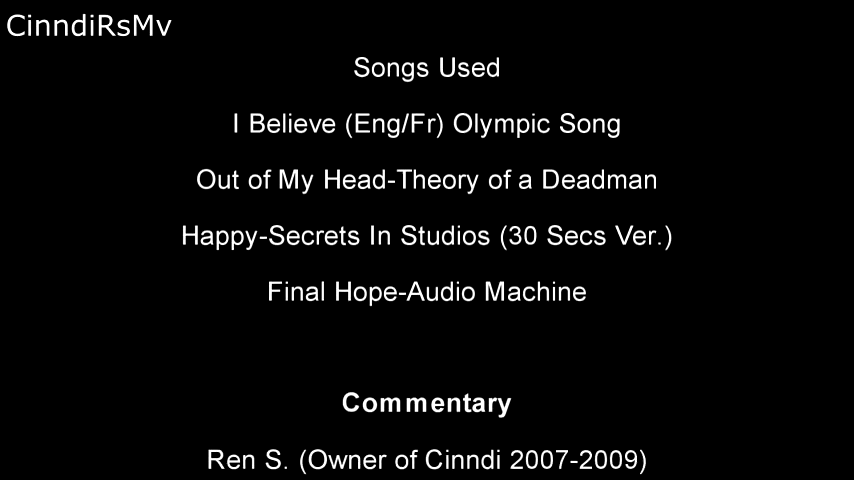 CinndiRsMv
Songs Used
I Believe (Eng/Fr) Olympic Song
Out of My Head-Theory of a Deadman
Happy-Secrets In Studios (30 Secs Ver.)
Final Hope-Audio Machine
Commentary
Ren S. (Owner of Cinndi 2007-2009)